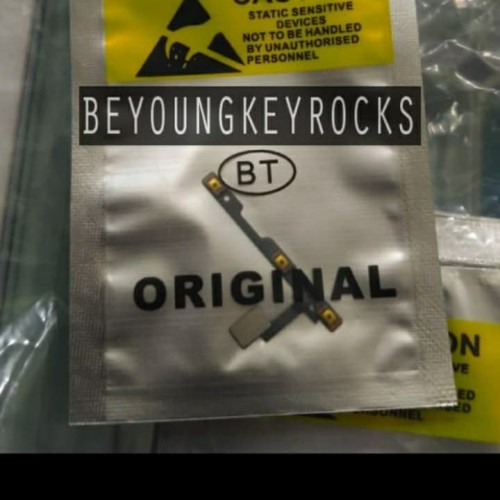 STATIC SENSITIVE
DEVICES
NOT TO BE HANDLED
BY UNAUTHORISED
PERSONNEL
BEYOUNGKEYROCKS
BT
ORIGINAL